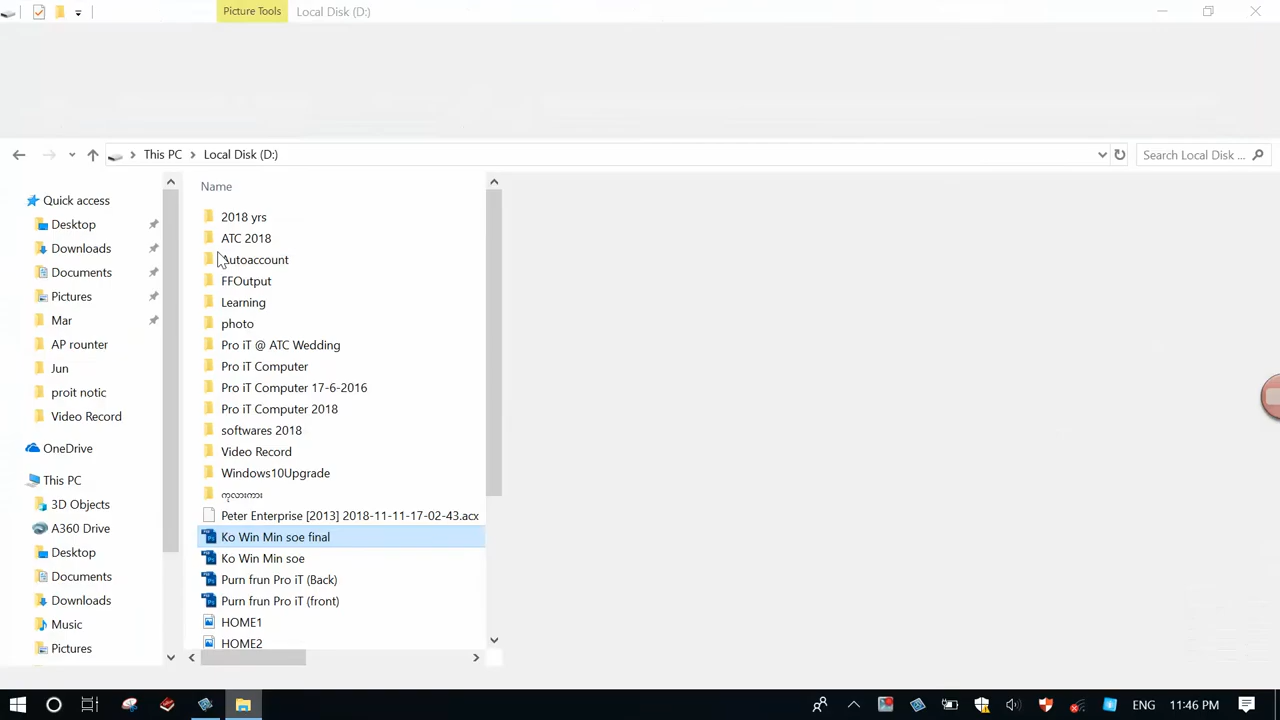 Picture Tools Local Disk (D:)
This PC Local Disk (D:) Search Local Disk ...
Name
Quick access
Desktop
Downloads
Documents
Pictures
Mar
AP rounter
Jun
proit notic
Video Record
OneDrive
This PC
3D Objects
A360 Drive
Desktop
Documents
Downloads
Music
Pictures
2018 yrs
ATC 2018
Autoaccount
FFOutput
Learning
photo
Pro iT @ ATC Wedding
Pro iT Computer
Pro iT Computer 17-6-2016
Pro iT Computer 2018
softwares 2018
Video Record
Windows10Upgrade
ကုလားကား
Peter Enterprise [2013] 2018-11-11-17-02-43.acx
Ko Win Min soe final
Ko Win Min soe
Purn frun Pro iT (Back)
Purn frun Pro iT (front)
HOME1
HOME2
ENG 11:46 PM